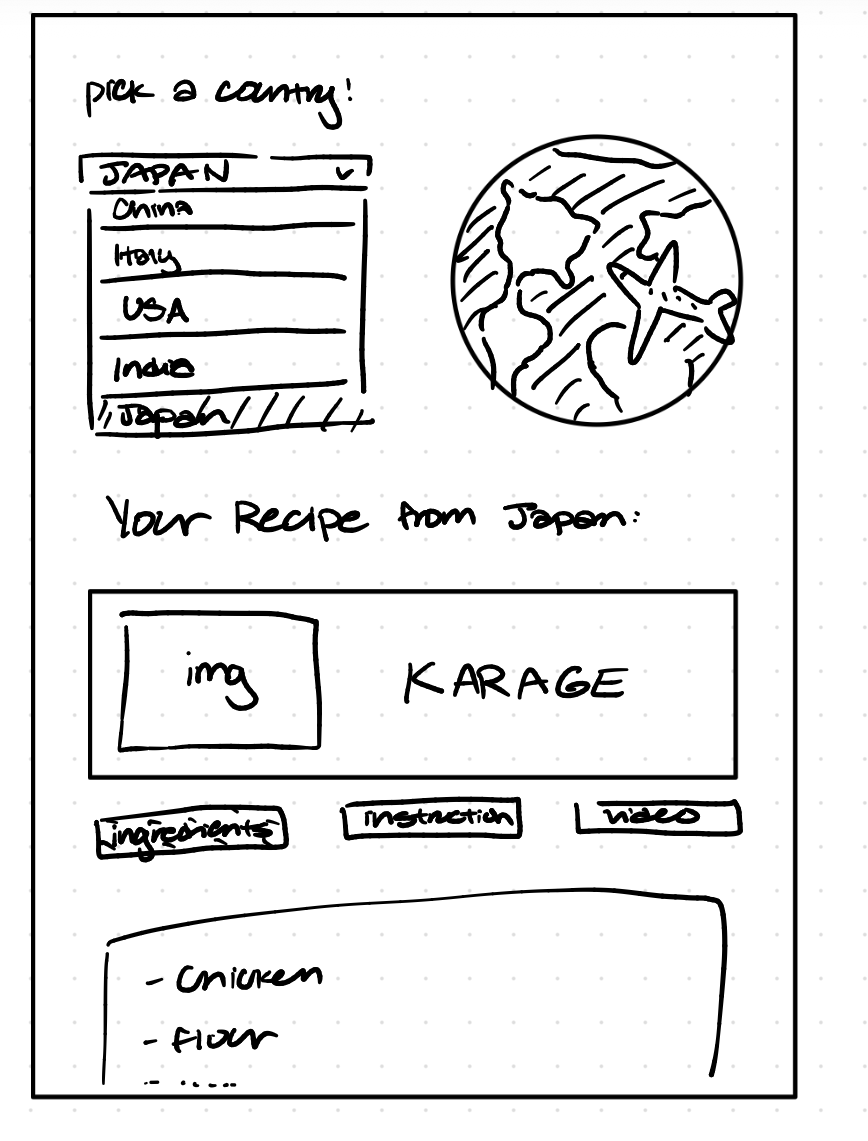 pick a country!
JAPAN
China
Italy
USA
India
Japan
Your Recipe from Japan:
img
KARAGE
ingredients
instruction
video
- Chicken
- Flour
- ....